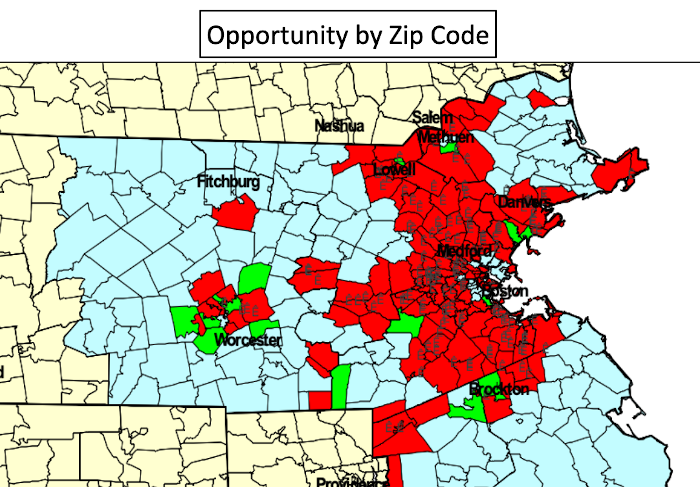 Opportunity by Zip Code
Salem
Nashua
Methuen
Lowell
Fitchburg
Danvers
Medford
Boston
Worcester
Brockton
Providence